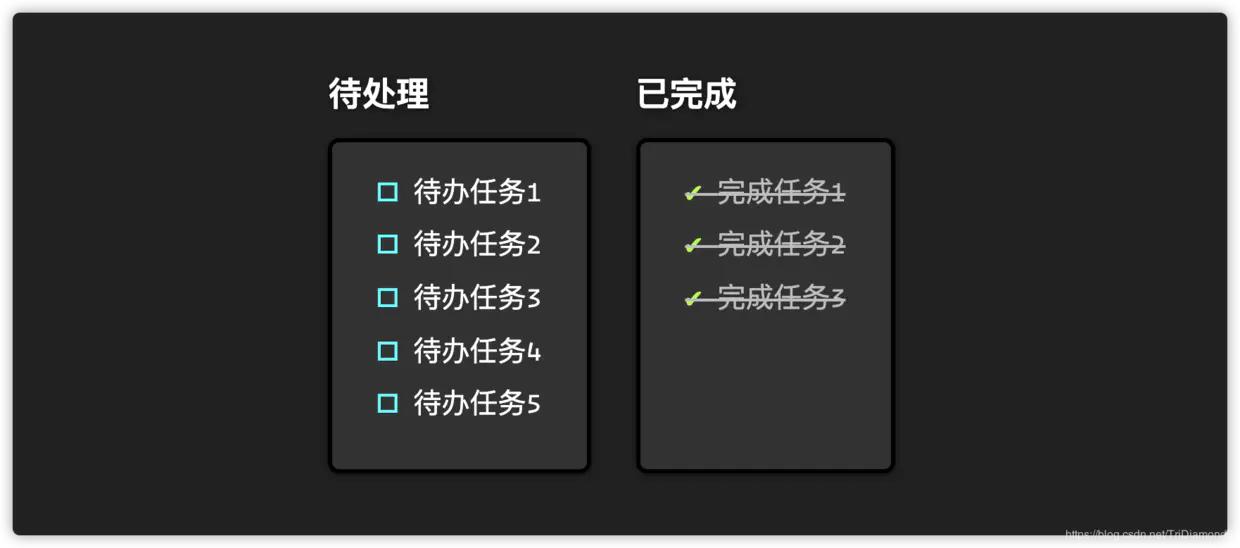 待处理
□ 待办任务1
□ 待办任务2
□ 待办任务3
□ 待办任务4
□ 待办任务5
已完成
✔ 完成任务1
✔ 完成任务2
✔ 完成任务3
https://blog.csdn.net/TriDiamond